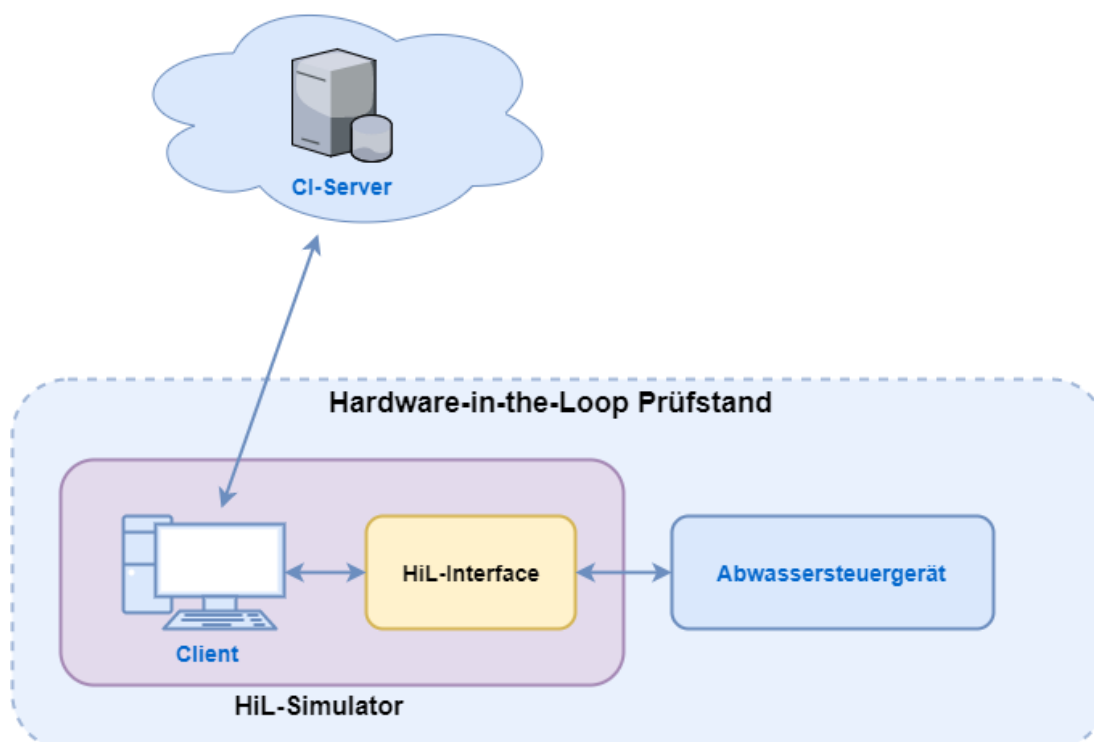 CI-Server
Hardware-in-the-Loop Prüfstand
HiL-Interface
Abwassersteuergerät
Client
HiL-Simulator